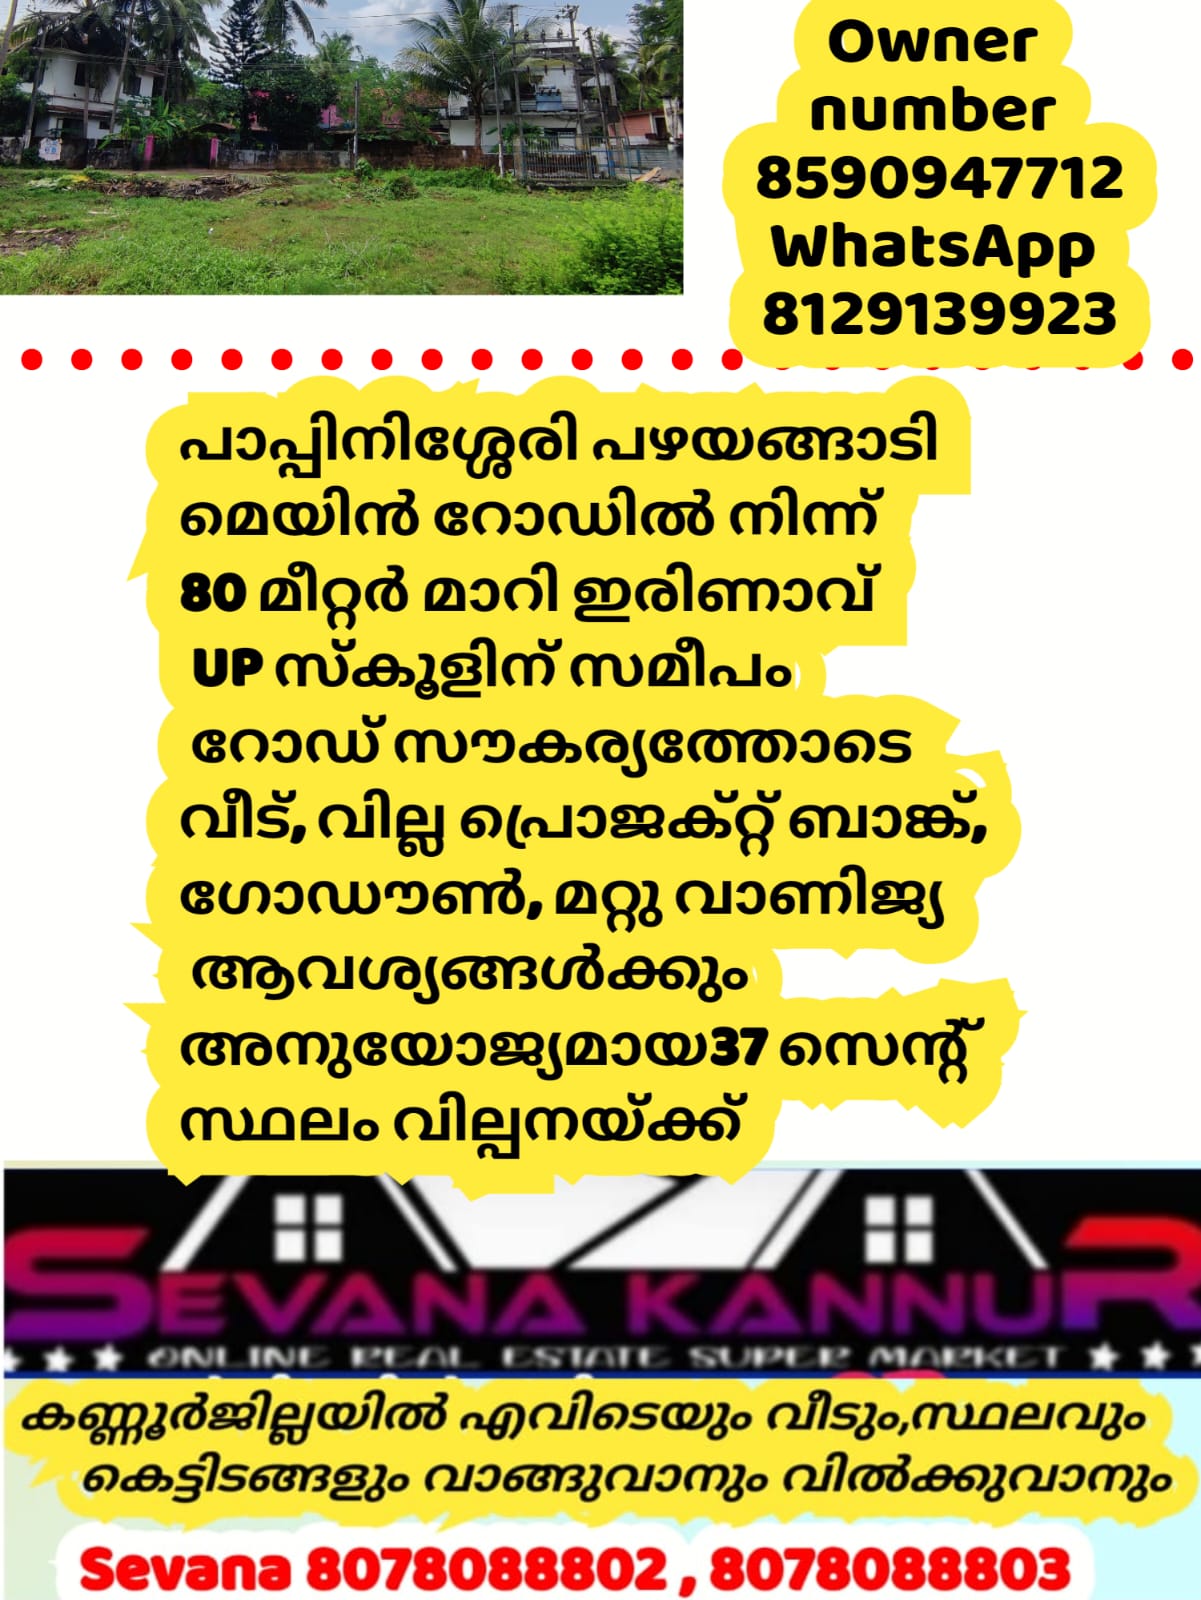 Owner
number
8590947712
WhatsApp
8129139923
പാപ്പിനിശ്ശേരി പഴയങ്ങാടി
മെയിൻ റോഡിൽ നിന്ന്
80 മീറ്റർ മാറി ഇരിണാവ്
UP സ്കൂളിന് സമീപം
റോഡ് സൗകര്യത്തോടെ
വീട്, വില്ല പ്രൊജക്റ്റ് ബാങ്ക്,
ഗോഡൗൺ, മറ്റു വാണിജ്യ
ആവശ്യങ്ങൾക്കും
അനുയോജ്യമായ37 സെന്റ്
സ്ഥലം വില്പനയ്ക്ക്
SEVANA KANNUR
ONLINE REAL ESTATE SUPER MARKET
കണ്ണൂർജില്ലയിൽ എവിടെയും വീടും,സ്ഥലവും
കെട്ടിടങ്ങളും വാങ്ങുവാനും വിൽക്കുവാനും
Sevana 8078088802 , 8078088803